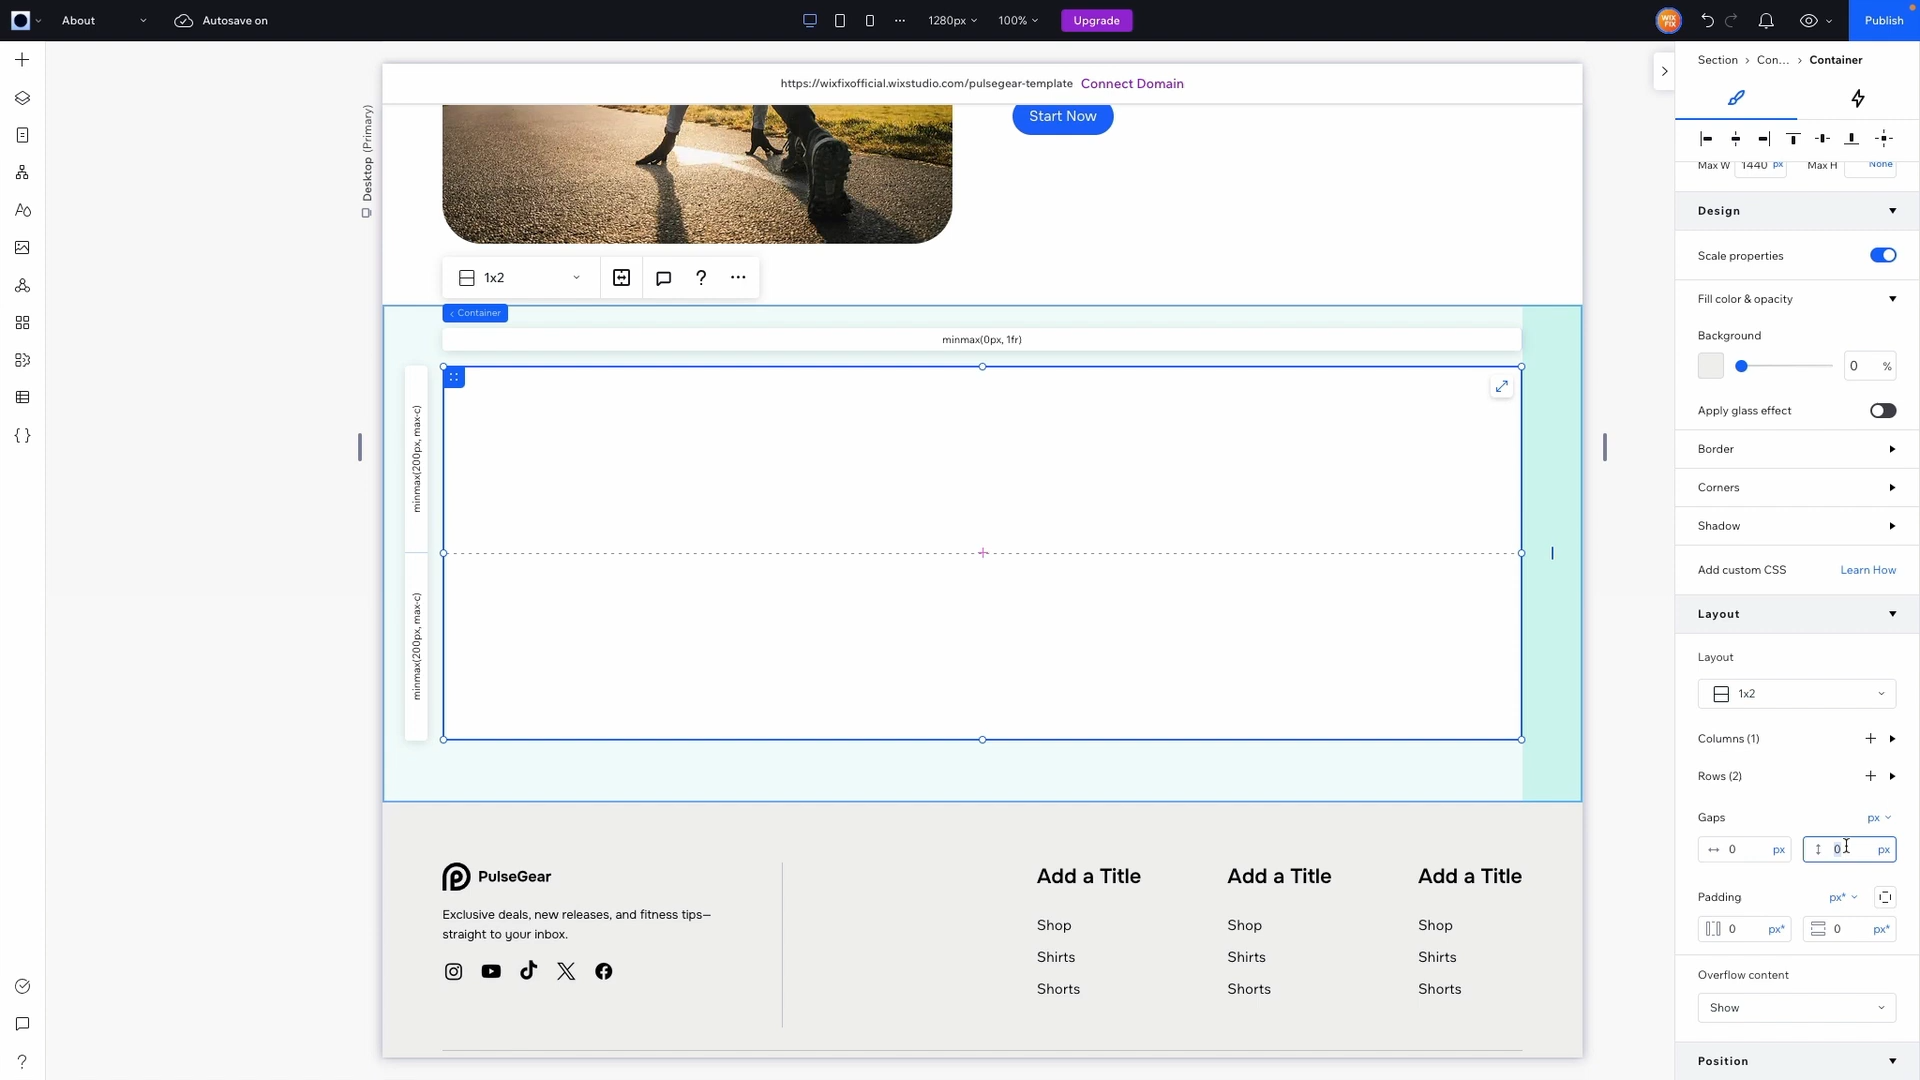 About
Autosave on
1280px
100%
Upgrade
WIX
FIX
Publish
https://wixfixofficial.wixstudio.com/pulsegear-template Connect Domain
Section > Con... > Container
Desktop (Primary)
Start Now
Max W 1440 px Max H None
Design
Scale properties
Fill color & opacity
Background
0 %
Apply glass effect
Border
Corners
Shadow
Add custom CSS Learn How
Layout
Layout
1x2
Columns (1)
Rows (2)
Gaps px
0 px 0 px
Padding px*
0 px* 0 px*
Overflow content
Show
Position
1x2
?
< Container
minmax(0px, 1fr)
minmax(200px, max-c)
minmax(200px, max-c)
PulseGear
Exclusive deals, new releases, and fitness tips—
straight to your inbox.
Add a Title Add a Title Add a Title
Shop Shop Shop
Shirts Shirts Shirts
Shorts Shorts Shorts